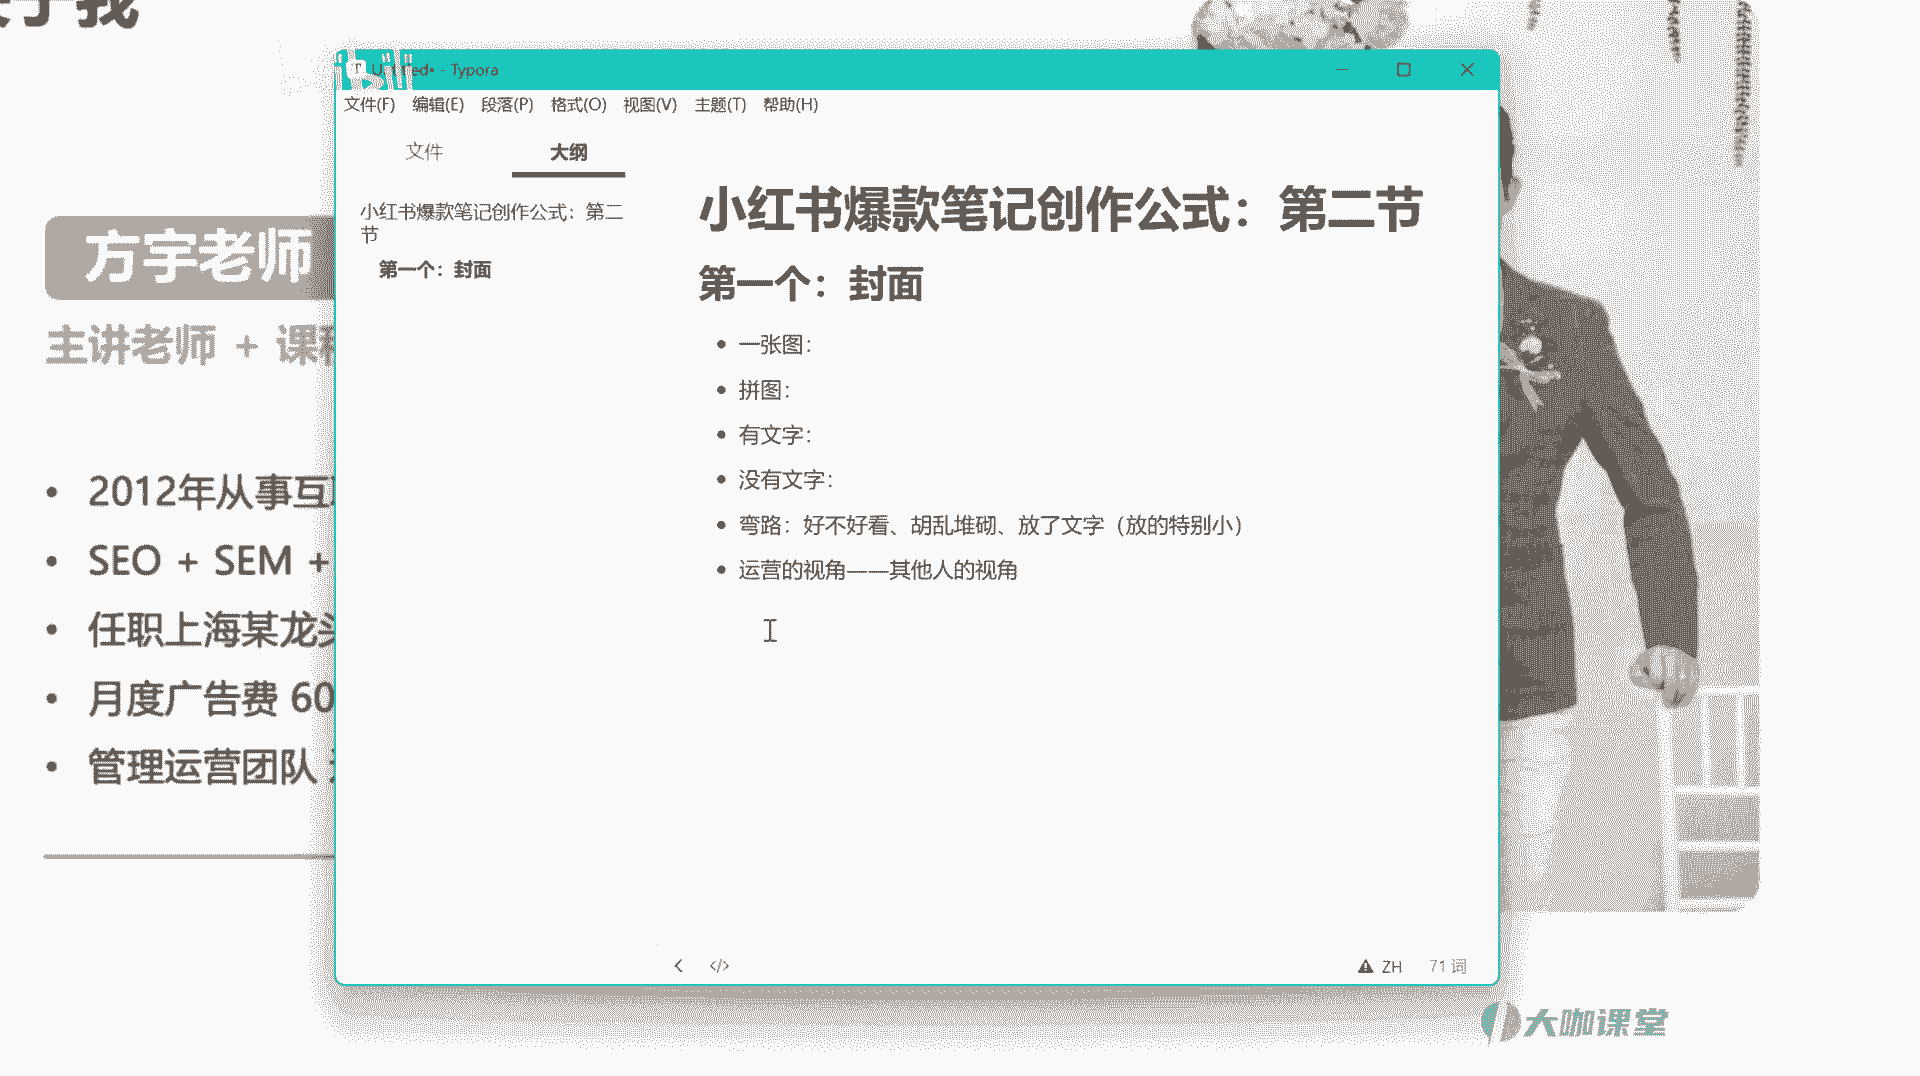 我
Untitled• - Typora
文件(F) 编辑(E) 段落(P) 格式(O) 视图(V) 主题(T) 帮助(H)
文件 大纲
小红书爆款笔记创作公式：第二
节
第一个：封面
小红书爆款笔记创作公式：第二节
第一个：封面
• 一张图：
• 拼图：
• 有文字：
• 没有文字：
• 弯路：好不好看、胡乱堆砌、放了文字（放的特别小）
• 运营的视角——其他人的视角
ZH 71 词
方宇老师
主讲老师 + 课
• 2012年从事互
• SEO + SEM +
• 任职上海某龙
• 月度广告费 60
• 管理运营团队
大咖课堂